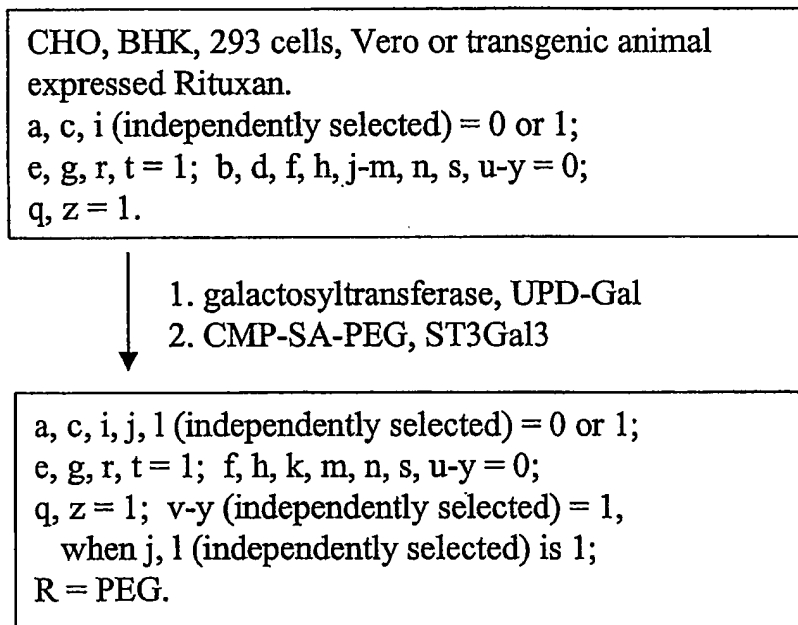 CHO, BHK, 293 cells, Vero or transgenic animal
expressed Rituxan.
a, c, i (independently selected) = 0 or 1;
e, g, r, t = 1; b, d, f, h, j-m, n, s, u-y = 0;
q, z = 1.
1. galactosyltransferase, UPD-Gal
2. CMP-SA-PEG, ST3Gal3
a, c, i, j, l (independently selected) = 0 or 1;
e, g, r, t = 1; f, h, k, m, n, s, u-y = 0;
q, z = 1; v-y (independently selected) = 1,
when j, l (independently selected) is 1;
R = PEG.